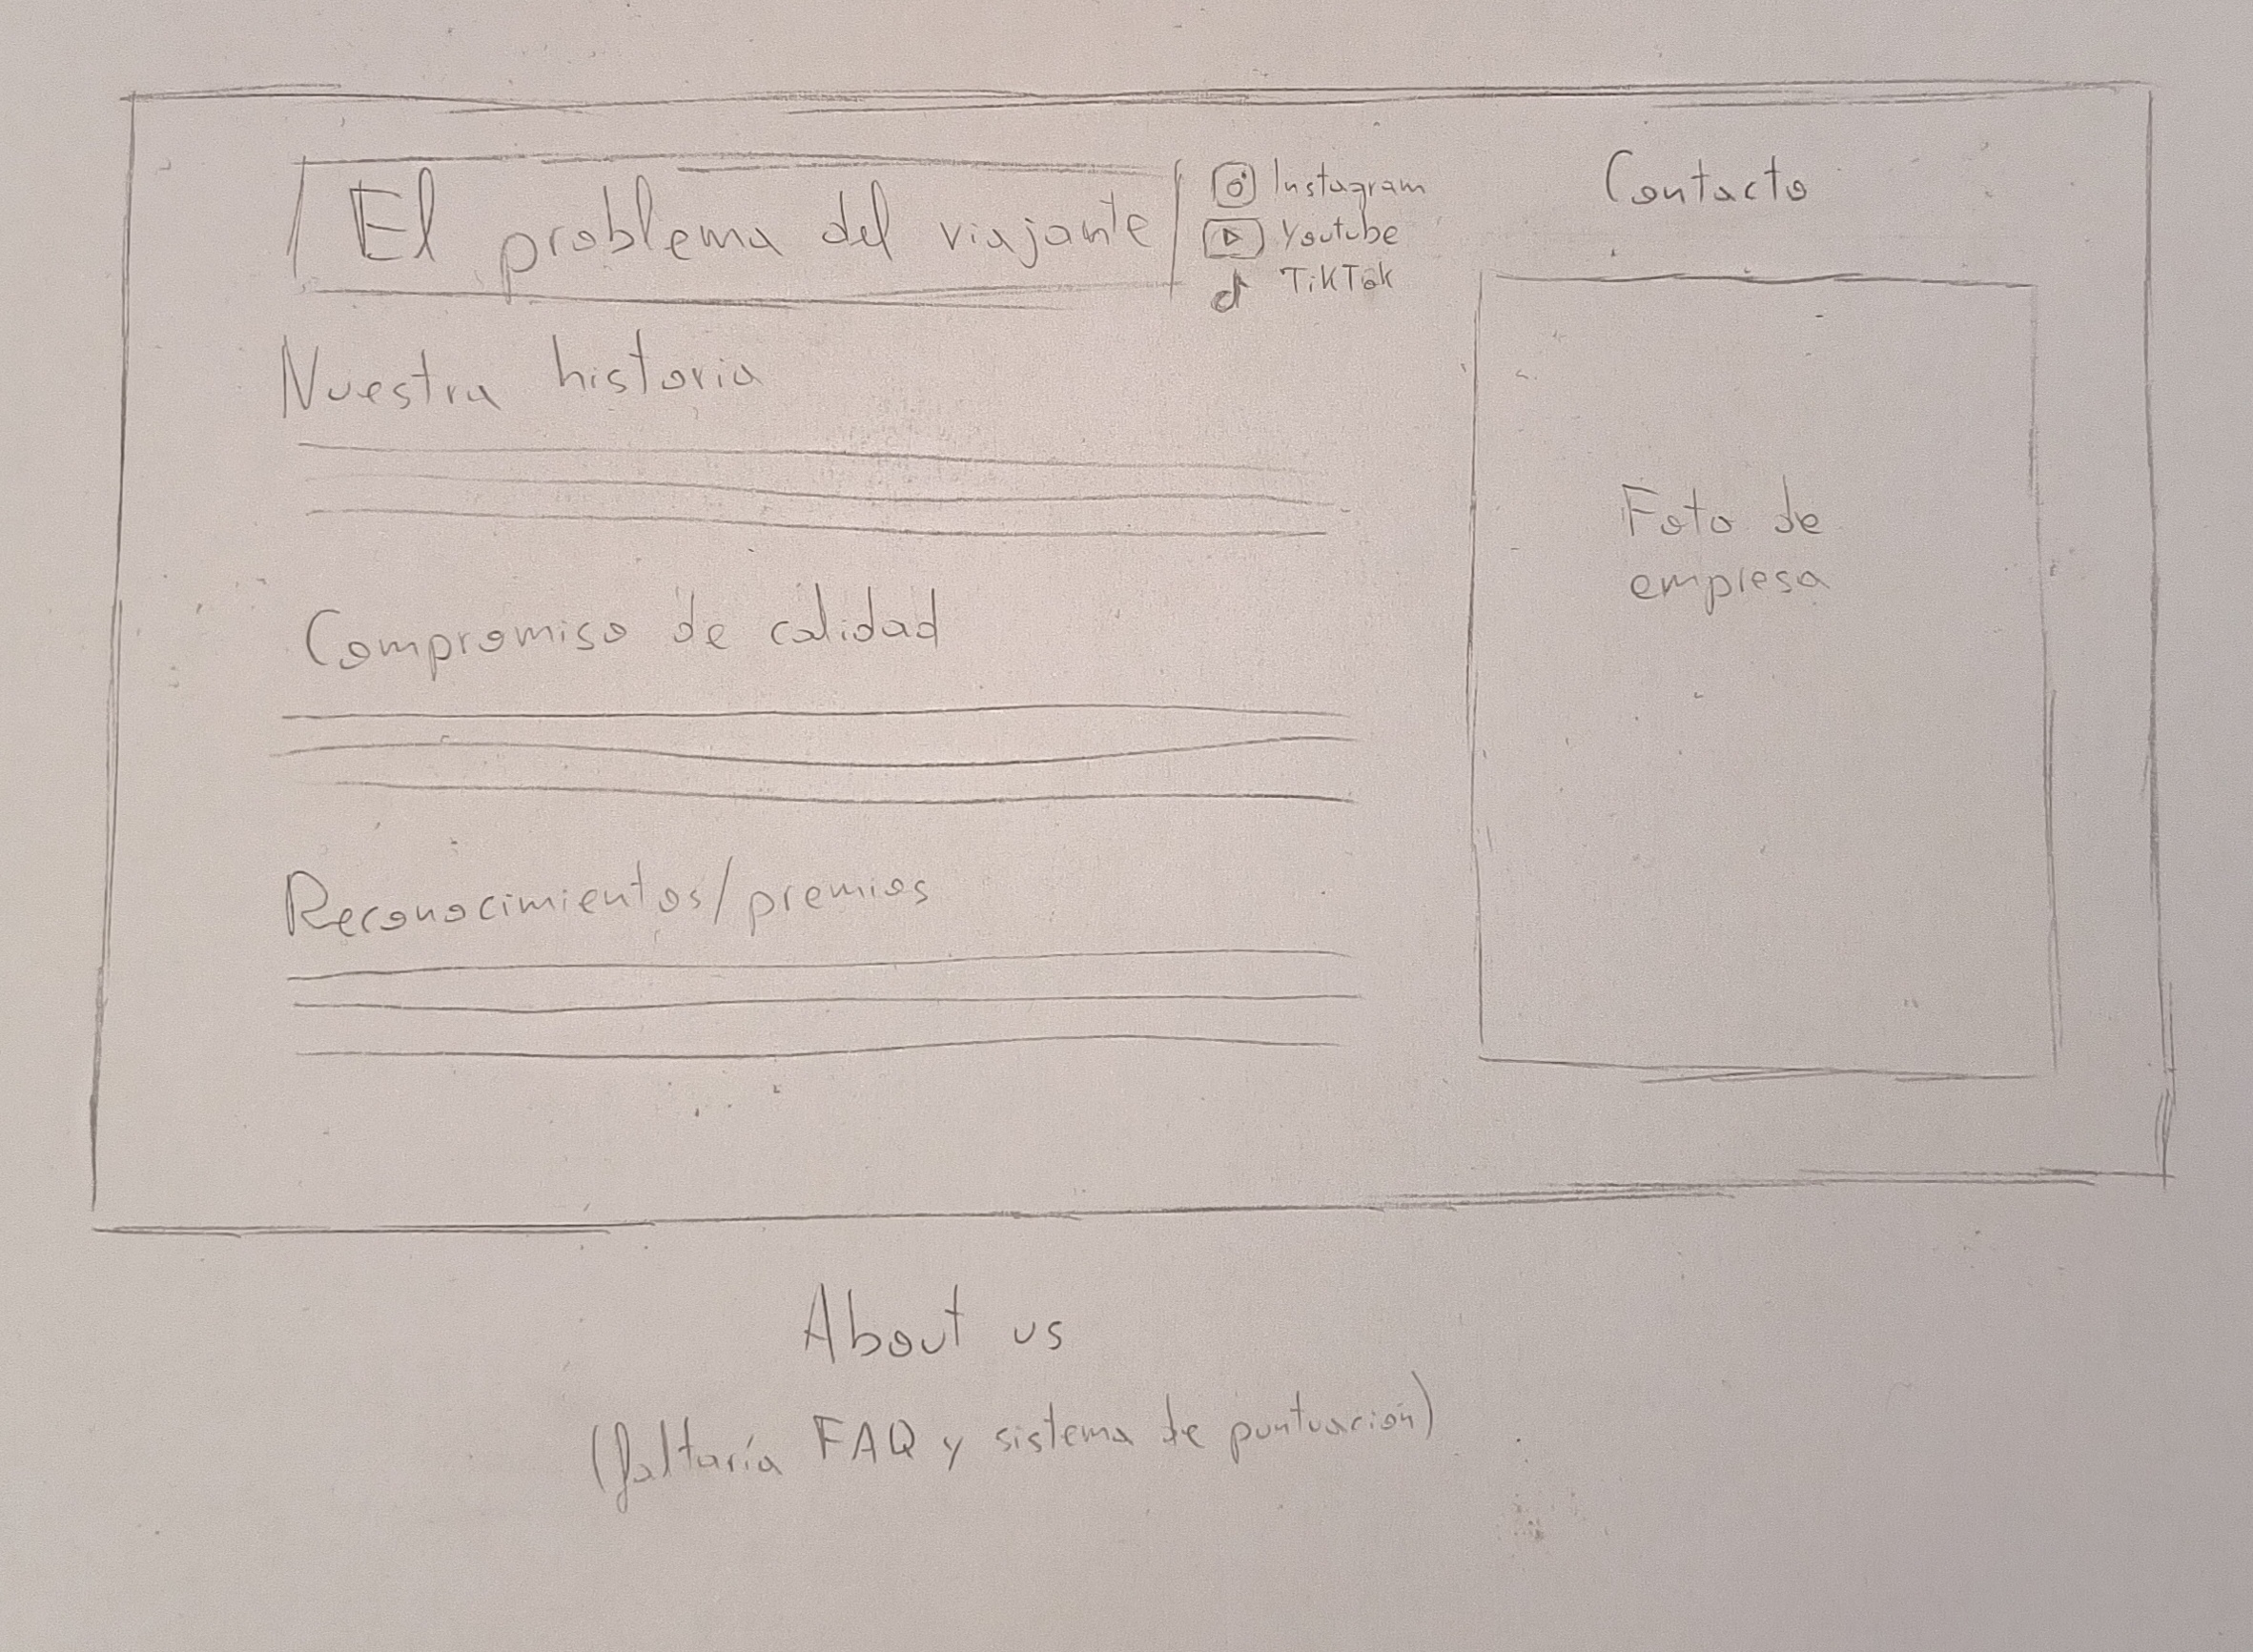 El problema del viajante
Instagram
Youtube
TikTok
Contacto
Nuestra historia
Foto de
empresa
Compromiso de calidad
Reconocimientos/premios
About us
(faltaría FAQ y sistema de puntuación)